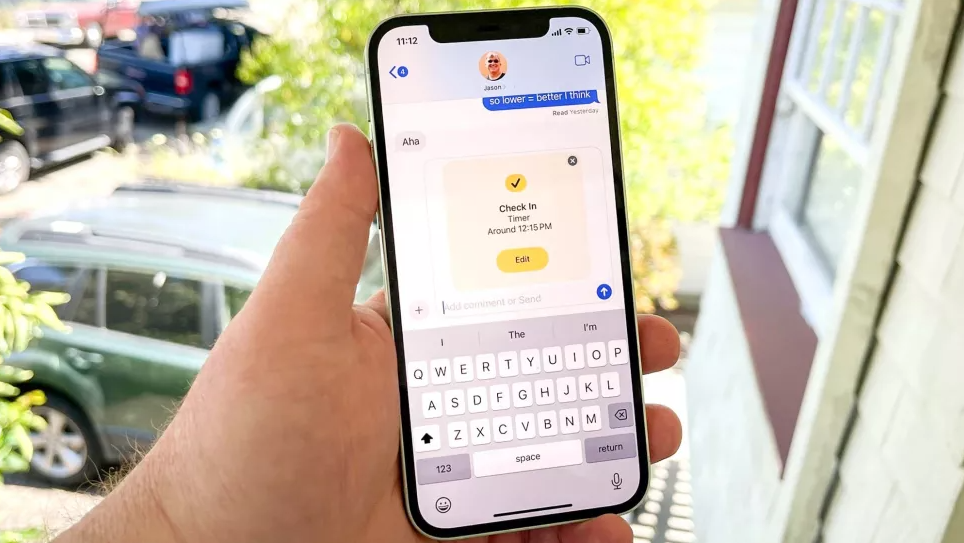 11:12
4
Jason
so lower = better I think
Read Yesterday
Aha
Check In
Timer
Around 12:15 PM
Edit
Add comment or Send
I The I'm
Q W E R T Y U I O P
A S D F G H J K L
Z X C V B N M
123 space return